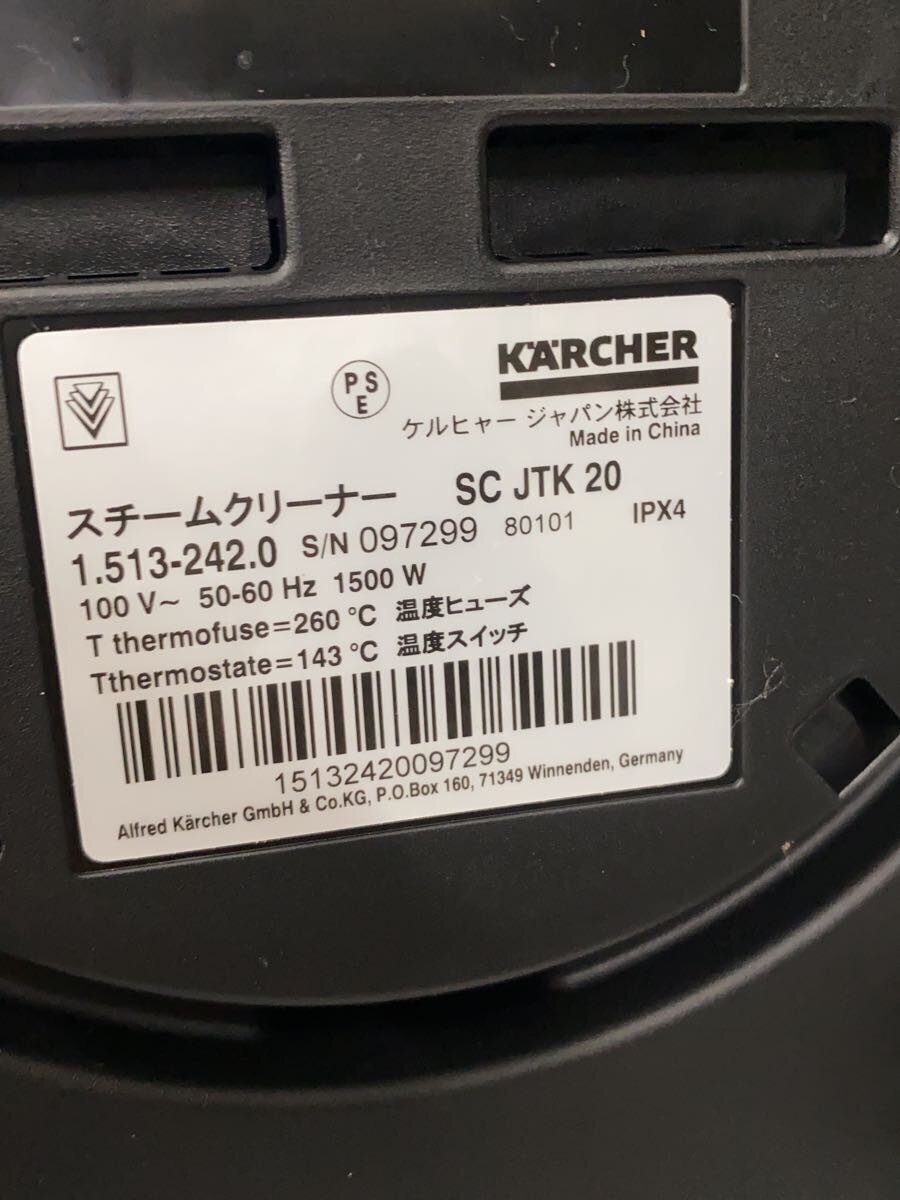 PSE
KÄRCHER
ケルヒャー ジャパン株式会社
Made in China
スチームクリーナー SC JTK 20
1.513-242.0 S/N 097299 80101 IPX4
100 V~ 50-60 Hz 1500 W
T thermofuse=260 °C 温度ヒューズ
Tthermostate=143 °C 温度スイッチ
15132420097299
Alfred Kärcher GmbH & Co.KG, P.O.Box 160, 71349 Winnenden, Germany